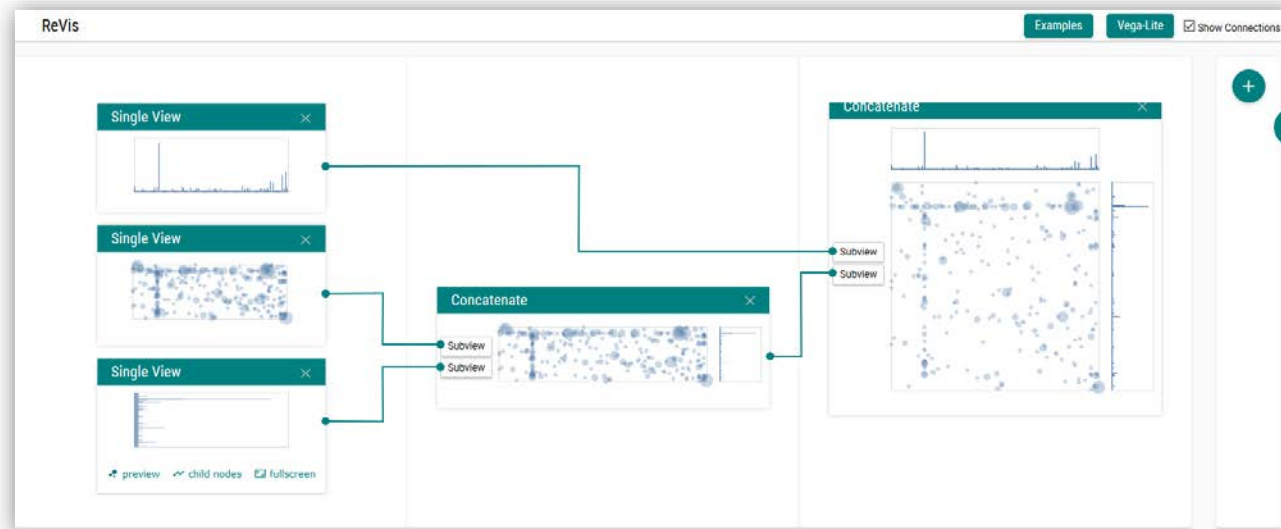 ReVis
Examples
Vega-Lite
Show Connections
Single View
Single View
Single View
preview
child nodes
fullscreen
Concatenate
Subview
Subview
Concatenate
Subview
Subview